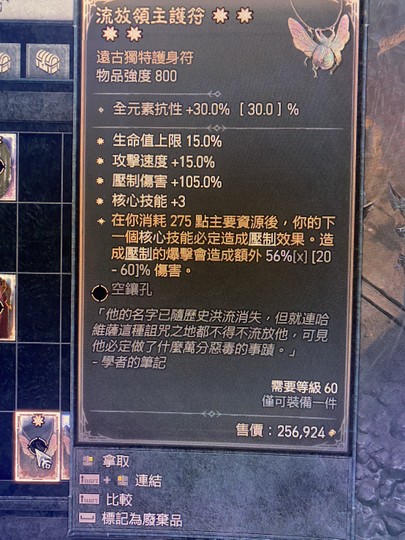 流放領主護符
遠古獨特護身符
物品強度 800
全元素抗性 +30.0% [30.0]%
生命值上限 15.0%
攻擊速度 +15.0%
壓制傷害 +105.0%
核心技能 +3
在你消耗 275 點主要資源後，你的下
一個核心技能必定造成壓制效果。造
成壓制的爆擊會造成額外 56%[x] [20
- 60]% 傷害。
空鑲孔
「他的名字已隨歷史洪流消失，但就連哈
維薩這種詛咒之地都不得不流放他，可見
他必定做了什麼萬分惡毒的事蹟。」
- 學者的筆記
需要等級 60
僅可裝備一件
售價：256,924
拿取
+ 連結
比較
標記為廢棄品